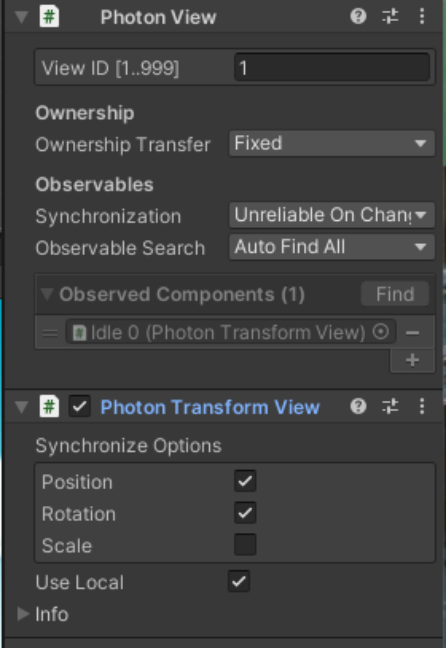 # Photon View
View ID [1..999] 1
Ownership
Ownership Transfer Fixed
Observables
Synchronization Unreliable On Chang
Observable Search Auto Find All
Observed Components (1) Find
# Idle 0 (Photon Transform View)
# Photon Transform View
Synchronize Options
Position
Rotation
Scale
Use Local
Info